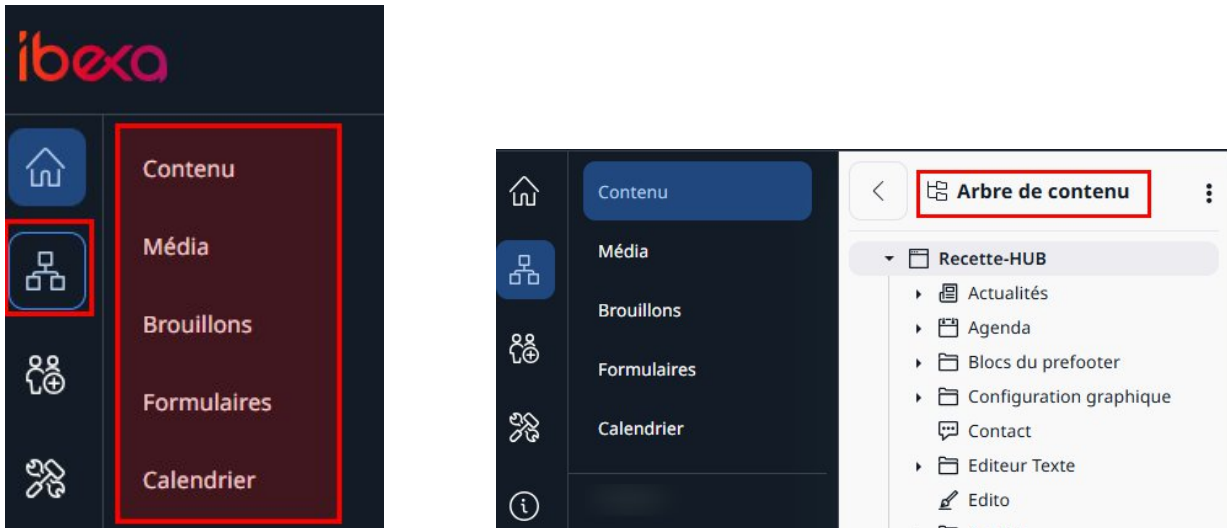 ibexa
Contenu
Média
Brouillons
Formulaires
Calendrier
Contenu
Média
Brouillons
Formulaires
Calendrier
Arbre de contenu
Recette-HUB
Actualités
Agenda
Blocs du prefooter
Configuration graphique
Contact
Editeur Texte
Edito